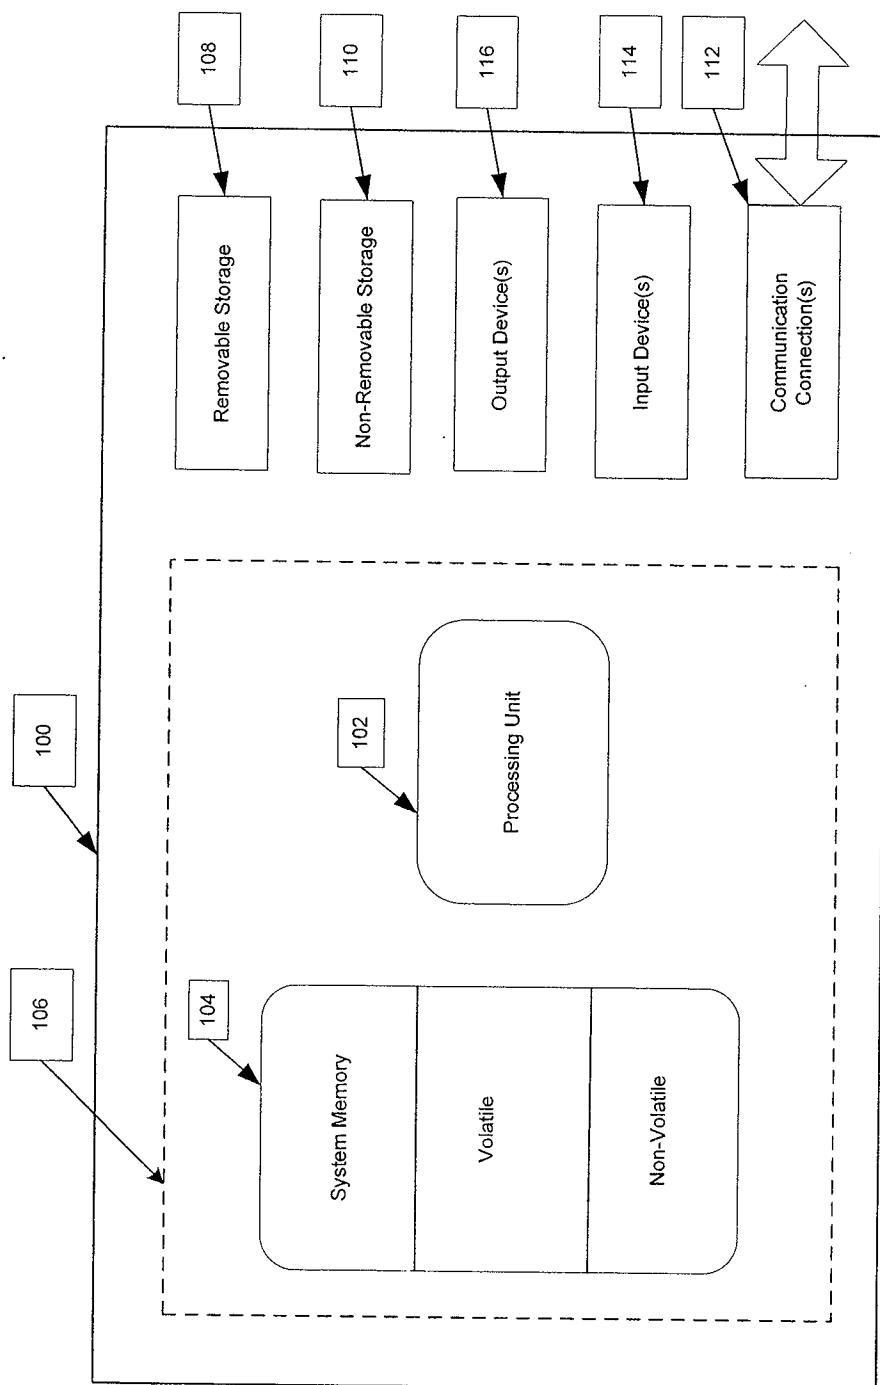 106
100
104
System Memory
Volatile
Non-Volatile
102
Processing Unit
108
Removable Storage
110
Non-Removable Storage
116
Output Device(s)
114
Input Device(s)
112
Communication
Connection(s)